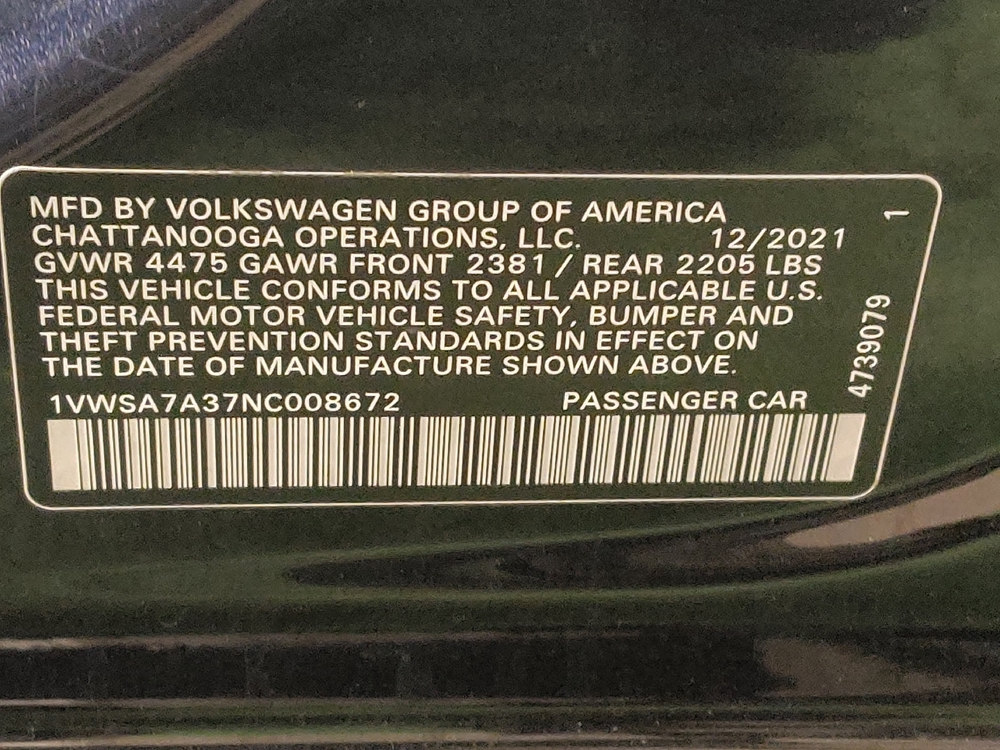 MFD BY VOLKSWAGEN GROUP OF AMERICA
CHATTANOOGA OPERATIONS, LLC. 12/2021
GVWR 4475 GAWR FRONT 2381 / REAR 2205 LBS
THIS VEHICLE CONFORMS TO ALL APPLICABLE U.S.
FEDERAL MOTOR VEHICLE SAFETY, BUMPER AND
THEFT PREVENTION STANDARDS IN EFFECT ON
THE DATE OF MANUFACTURE SHOWN ABOVE.
1VWSA7A37NC008672 PASSENGER CAR
4739079 1